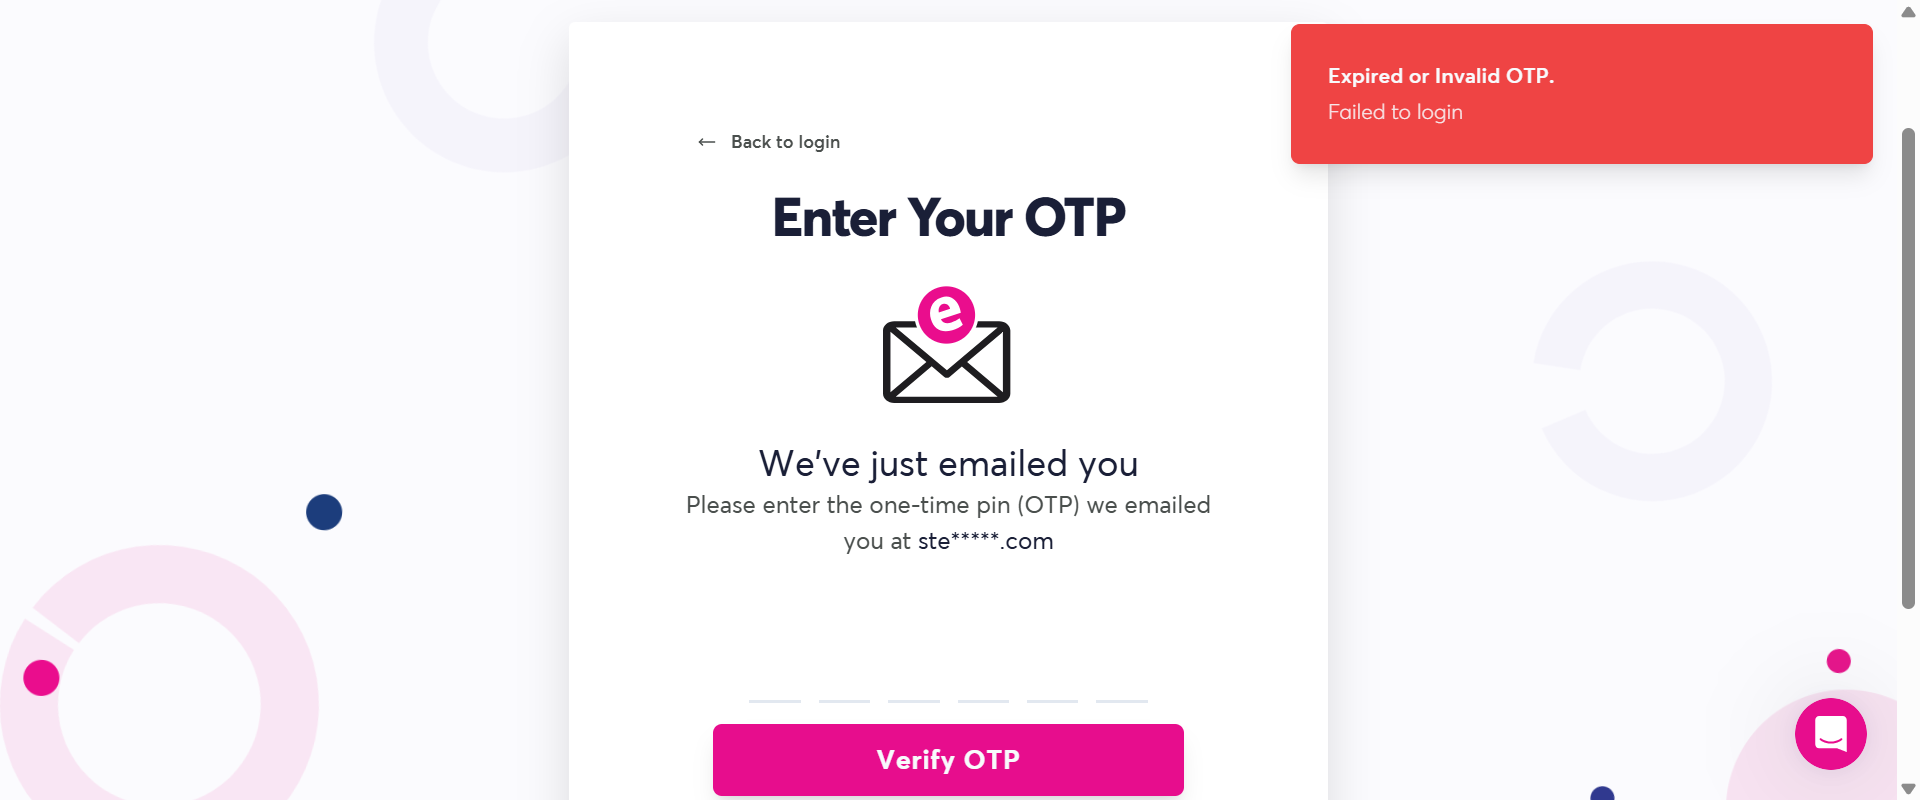 Expired or Invalid OTP.
Failed to login
← Back to login
Enter Your OTP
e
We've just emailed you
Please enter the one-time pin (OTP) we emailed
you at ste*****.com
Verify OTP